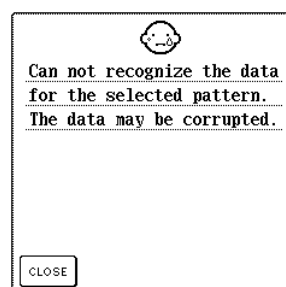 Can not recognize the data
for the selected pattern.
The data may be corrupted.
CLOSE